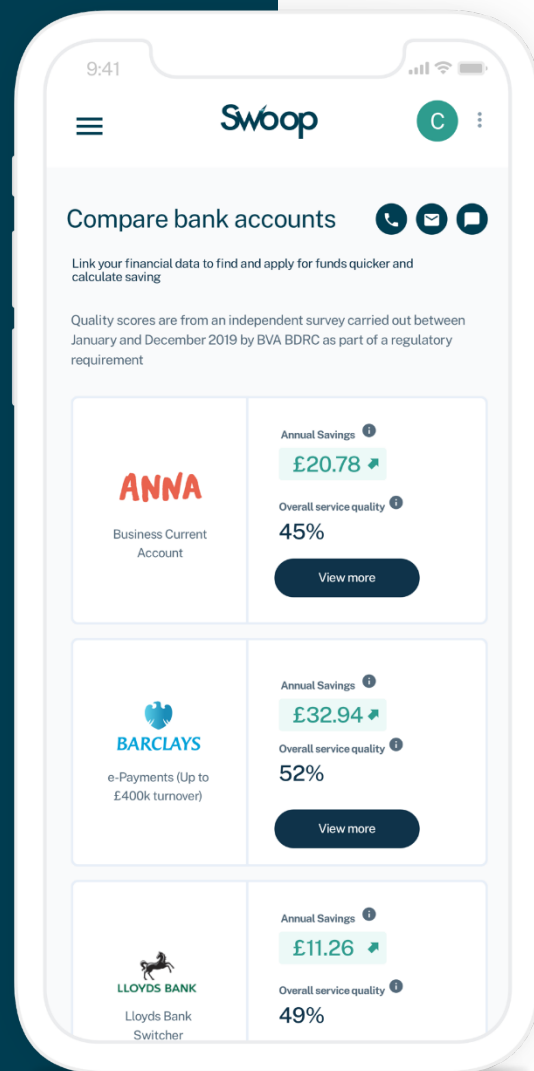 9:41
Swoop
C
Compare bank accounts
Link your financial data to find and apply for funds quicker and
calculate saving
Quality scores are from an independent survey carried out between
January and December 2019 by BVA BDRC as part of a regulatory
requirement
ANNA
Business Current
Account
Annual Savings
£20.78
Overall service quality
45%
View more
BARCLAYS
e-Payments (Up to
£400k turnover)
Annual Savings
£32.94
Overall service quality
52%
View more
LLOYDS BANK
Lloyds Bank
Switcher
Annual Savings
£11.26
Overall service quality
49%